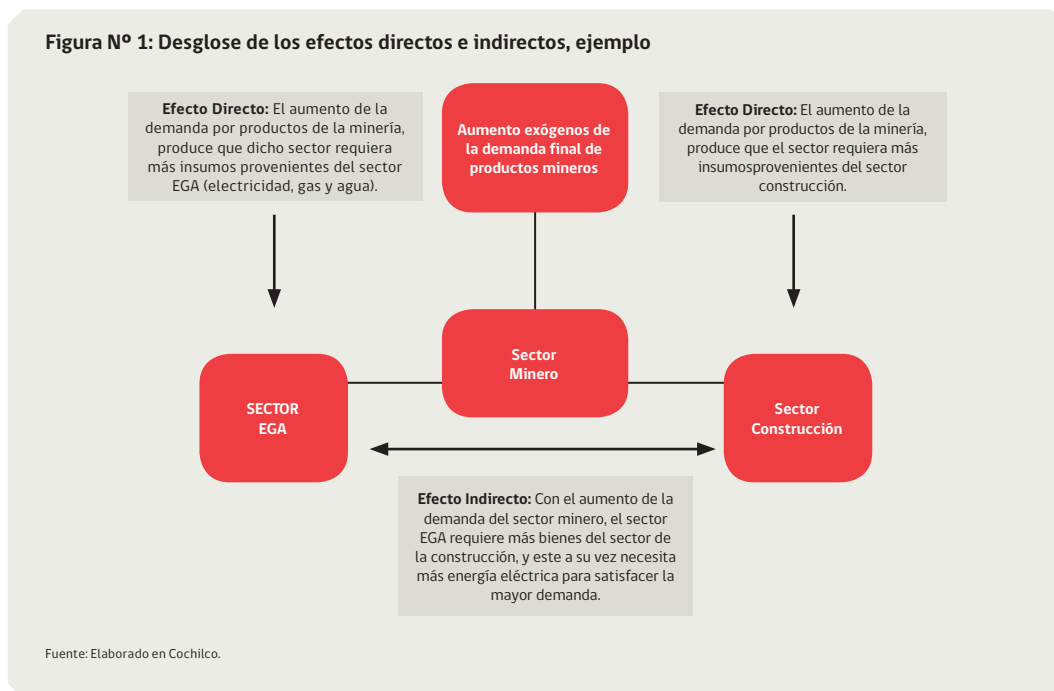 Figura Nº 1: Desglose de los efectos directos e indirectos, ejemplo
Efecto Directo: El aumento de la
demanda por productos de la minería,
produce que dicho sector requiera
más insumos provenientes del sector
EGA (electricidad, gas y agua).
Aumento exógenos de
la demanda final de
productos mineros
Efecto Directo: El aumento de la
demanda por productos de la minería,
produce que el sector requiera más
insumosprovenientes del sector
construcción.
Sector
Minero
SECTOR
EGA
Sector
Construcción
Efecto Indirecto: Con el aumento de la
demanda del sector minero, el sector
EGA requiere más bienes del sector de
la construcción, y este a su vez necesita
más energía eléctrica para satisfacer la
mayor demanda.
Fuente: Elaborado en Cochilco.